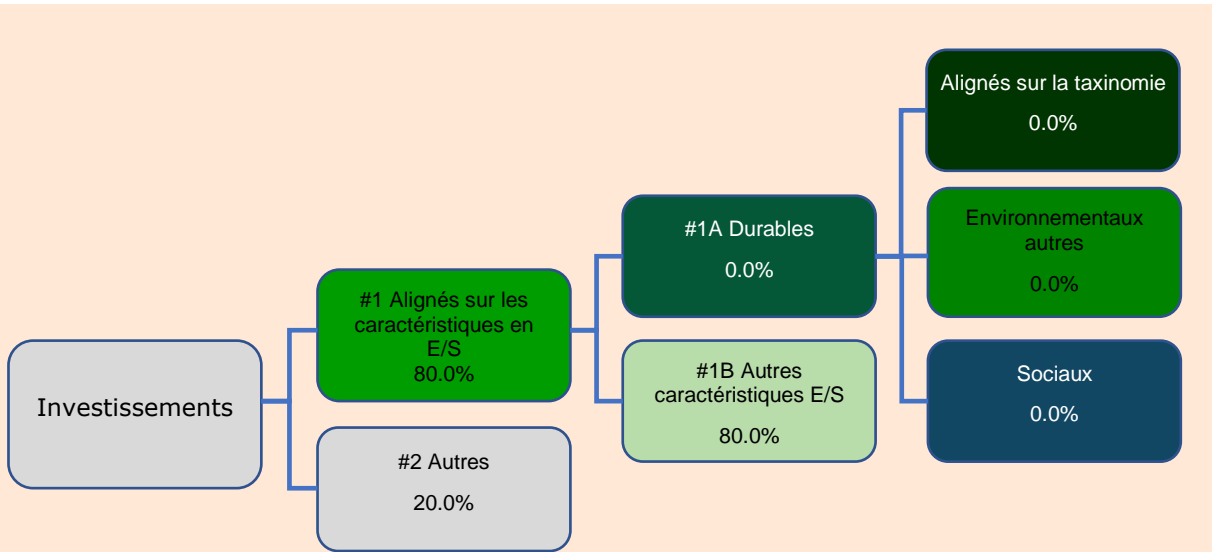 Investissements
#1 Alignés sur les
caractéristiques en
E/S
80.0%
#2 Autres
20.0%
#1A Durables
0.0%
#1B Autres
caractéristiques E/S
80.0%
Alignés sur la taxinomie
0.0%
Environnementaux
autres
0.0%
Sociaux
0.0%